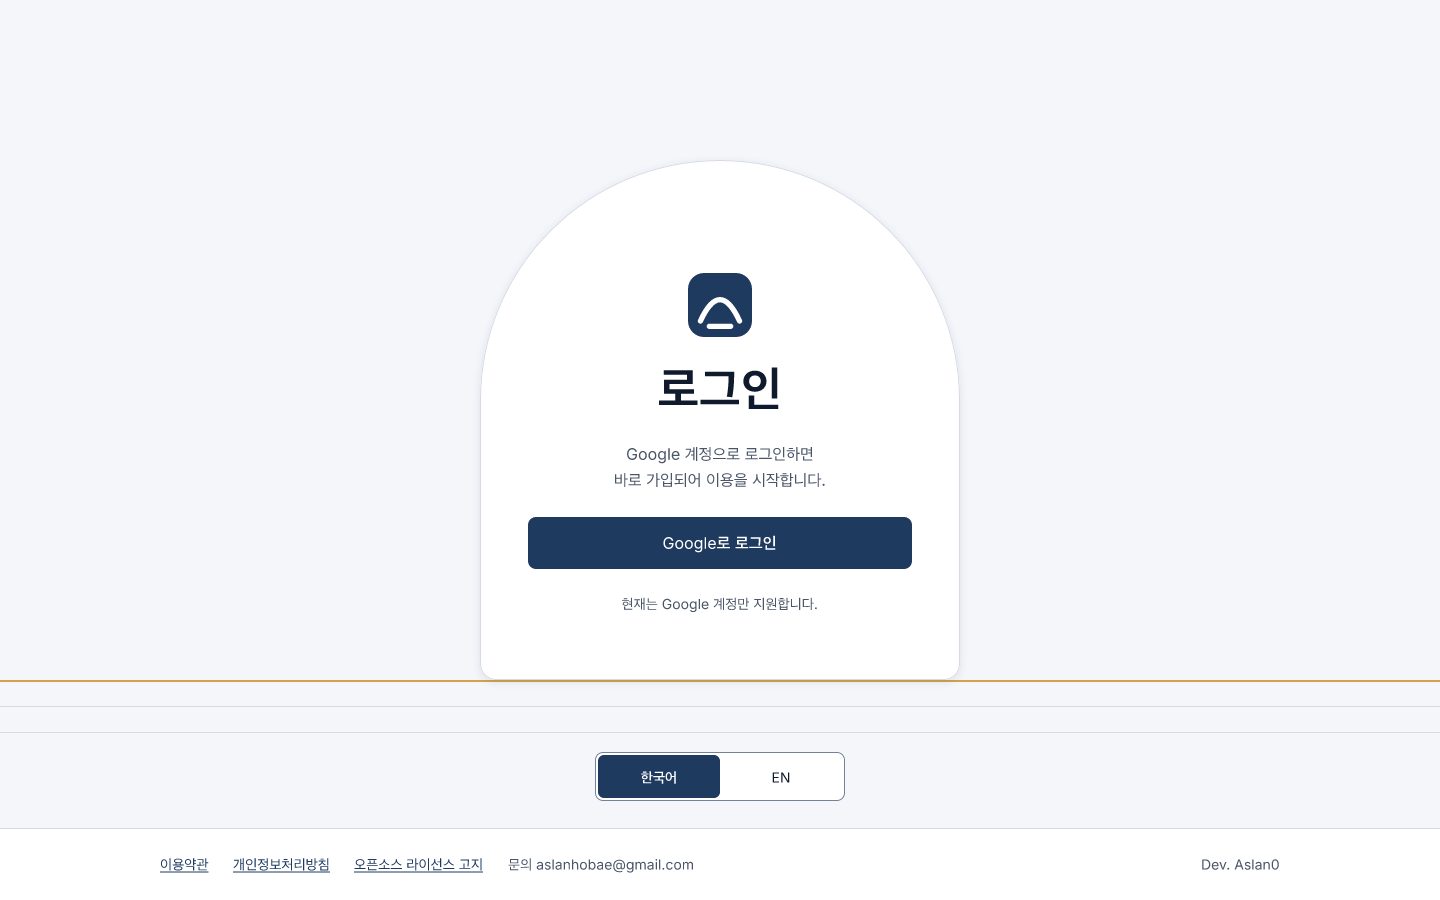 로그인
Google 계정으로 로그인하면
바로 가입되어 이용을 시작합니다.
Google로 로그인
현재는 Google 계정만 지원합니다.
한국어 EN
이용약관 개인정보처리방침 오픈소스 라이선스 고지 문의 aslanhobae@gmail.com Dev. Aslan0